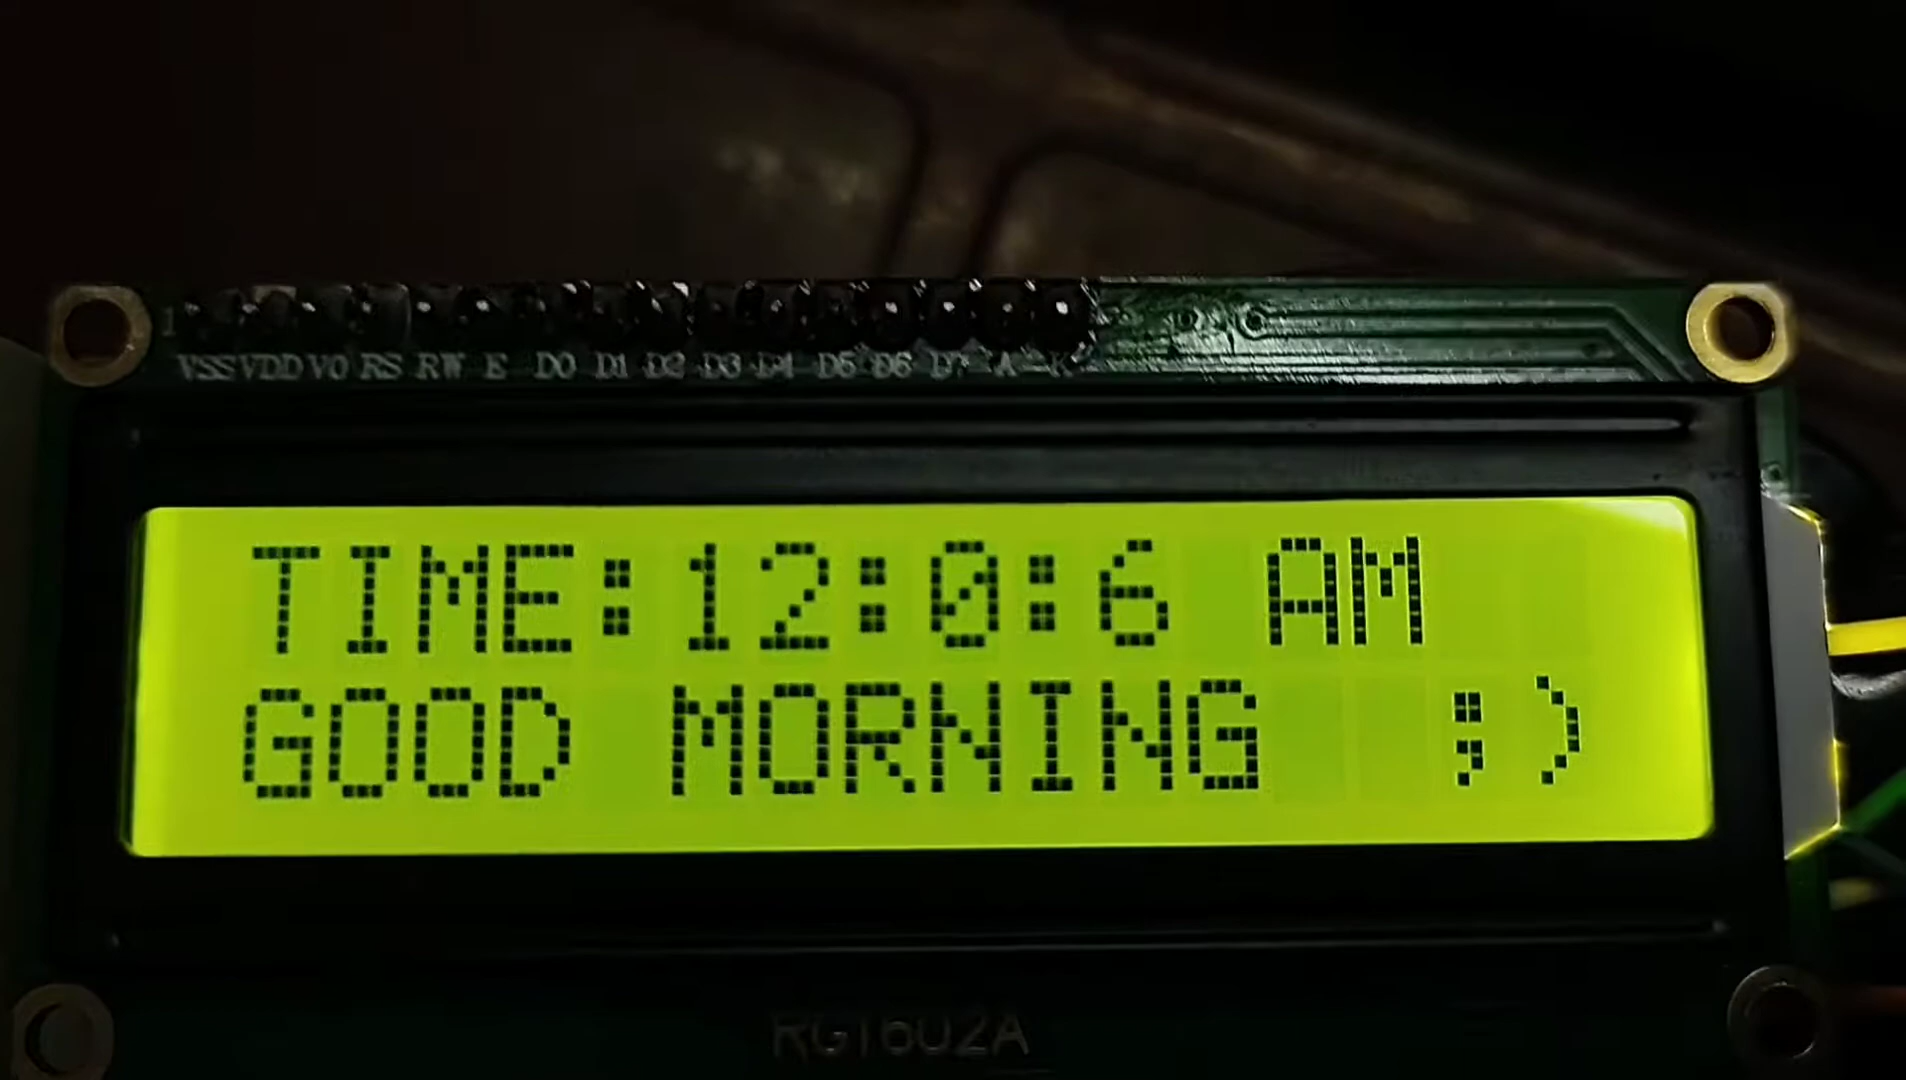 1
VSS VDD V0 RS RW E D0 D1 D2 D3 D4 D5 D6 D7 A K
TIME:12:0:6 AM
GOOD MORNING  ;)
RG1602A